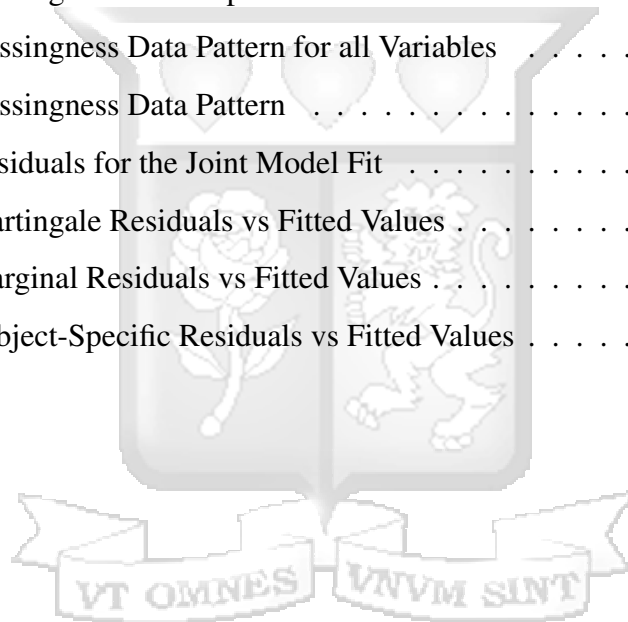 ssingness Data Pattern for all Variables . . . . .
ssingness Data Pattern . . . . . . . . . . . . . .
siduals for the Joint Model Fit . . . . . . . . . .
artingale Residuals vs Fitted Values . . . . . . . .
arginal Residuals vs Fitted Values . . . . . . . . .
bject-Specific Residuals vs Fitted Values . . . . .
VT OMNES VNVM SINT